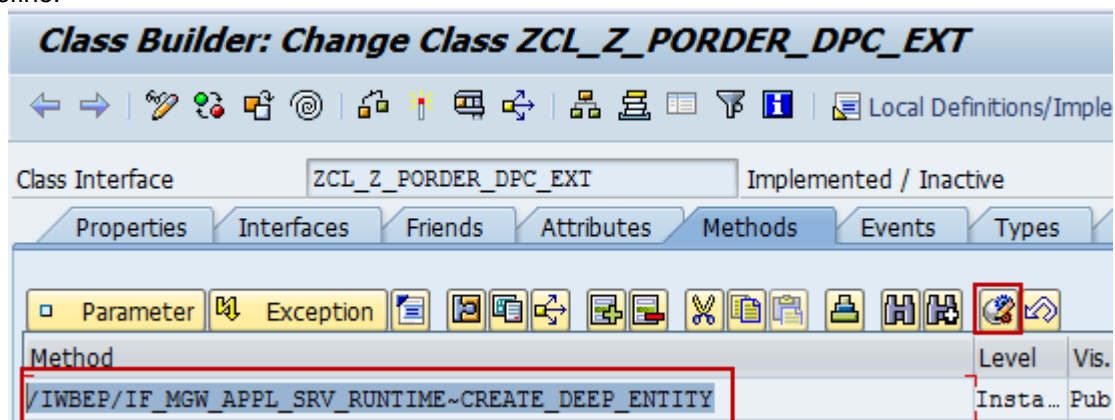 Class Builder: Change Class ZCL_Z_PORDER_DPC_EXT
Local Definitions/Imple
Class Interface ZCL_Z_PORDER_DPC_EXT Implemented / Inactive
Properties Interfaces Friends Attributes Methods Events Types
Parameter Exception
Method Level Vis.
/IWBEP/IF_MGW_APPL_SRV_RUNTIME~CREATE_DEEP_ENTITY Insta… Pub